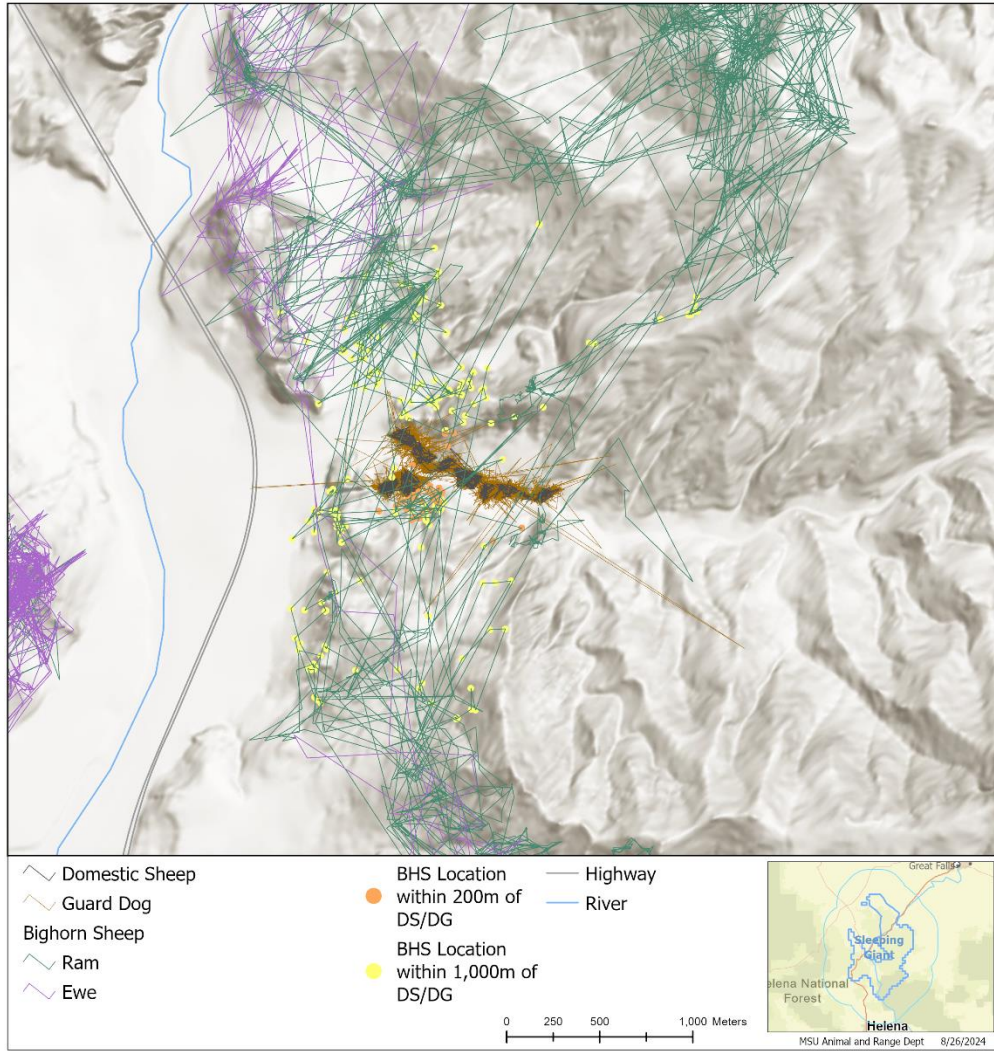 Domestic Sheep
Guard Dog
Bighorn Sheep
Ram
Ewe
BHS Location
within 200m of
DS/DG
BHS Location
within 1,000m of
DS/DG
Highway
River
0 250 500 1,000 Meters
Great Falls
Sleeping
Giant
elena National
Forest
Helena
MSU Animal and Range Dept 8/26/2024